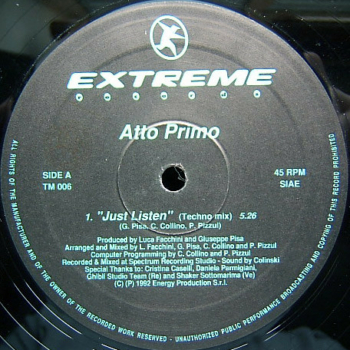 EXTREME
Atto Primo
SIDE A
TM 006
45 RPM
SIAE
1. "Just Listen" (Techno mix) 5.26
(G. Pisa, C. Collino, P. Pizzul)
Produced by Luca Facchini and Giuseppe Pisa
Arranged and Mixed by L. Facchini, G. Pisa, C. Collino and P. Pizzul
Computer Programming by C. Collino and P. Pizzul
Recorded & Mixed at Spectrum Recording Studio - Sound by Colinski
Special Thanks to: Cristina Caselli, Daniela Parmigiani,
Ghibli Studio Team (Re) and Shaker Sottomarima (Ve)
(C) (P) 1992 Energy Production S.r.l.
ALL RIGHTS OF THE MANUFACTURER AND OF THE OWNER OF THE RECORDED WORK RESERVED - UNAUTHORIZED PUBLIC PERFORMANCE BROADCASTING AND COPYING OF THIS RECORD PROHIBITED